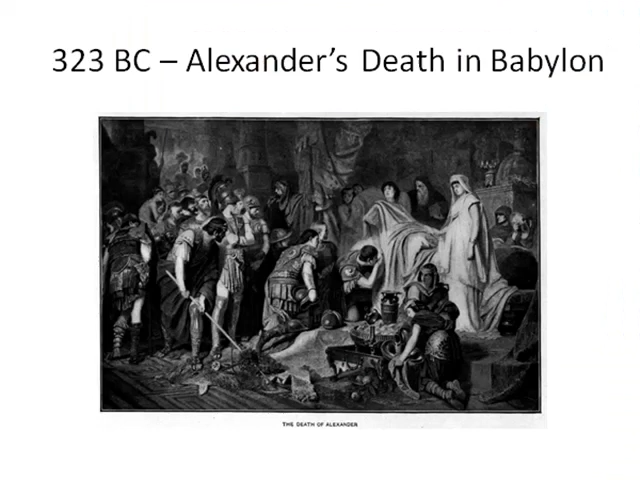 323 BC – Alexander’s Death in Babylon
THE DEATH OF ALEXANDER